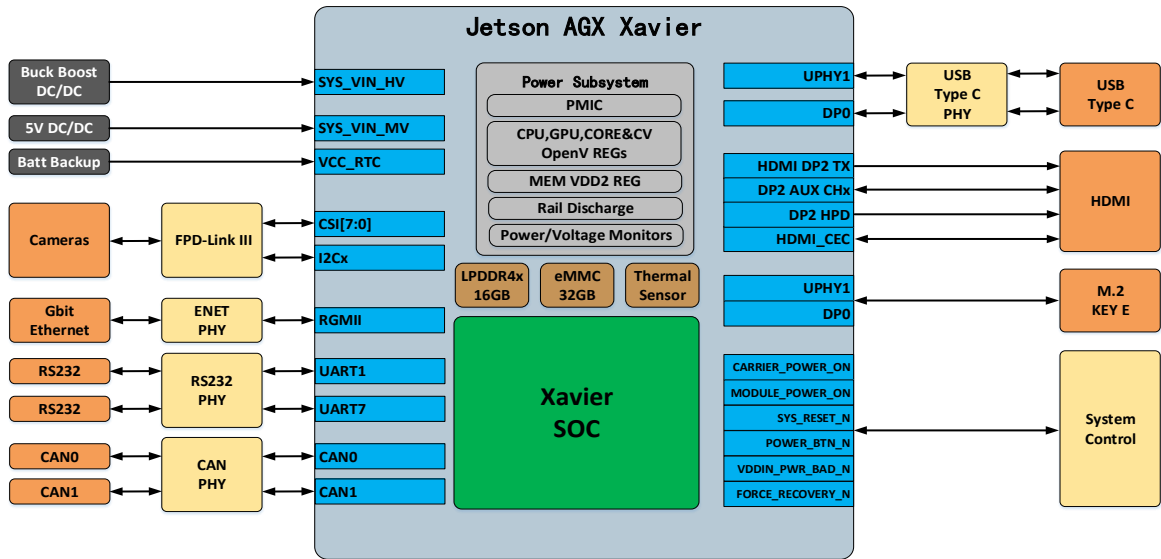 Jetson AGX Xavier
Buck Boost
DC/DC
5V DC/DC
Batt Backup
Cameras
FPD-Link III
Gbit
Ethernet
ENET
PHY
RS232
RS232
RS232
PHY
CAN0
CAN1
CAN
PHY
SYS_VIN_HV
SYS_VIN_MV
VCC_RTC
CSI[7:0]
I2Cx
RGMII
UART1
UART7
CAN0
CAN1
Power Subsystem
PMIC
CPU,GPU,CORE&CV
OpenV REGs
MEM VDD2 REG
Rail Discharge
Power/Voltage Monitors
LPDDR4x
16GB
eMMC
32GB
Thermal
Sensor
Xavier
SOC
UPHY1
DP0
HDMI DP2 TX
DP2 AUX CHx
DP2 HPD
HDMI_CEC
UPHY1
DP0
CARRIER_POWER_ON
MODULE_POWER_ON
SYS_RESET_N
POWER_BTN_N
VDDIN_PWR_BAD_N
FORCE_RECOVERY_N
USB
Type C
PHY
USB
Type C
HDMI
M.2
KEY E
System
Control